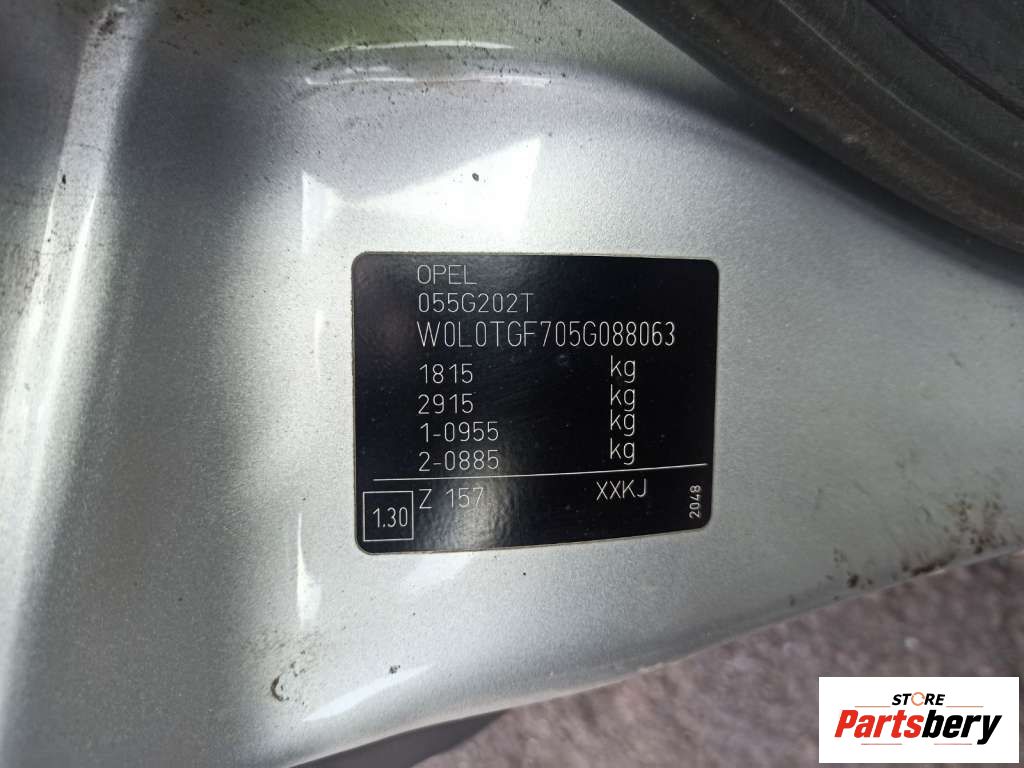 OPEL
055G202T
W0L0TGF705G088063
1815 kg
2915 kg
1-0955 kg
2-0885 kg
1.30 Z 157 XXKJ 2048
STORE
Partsbery